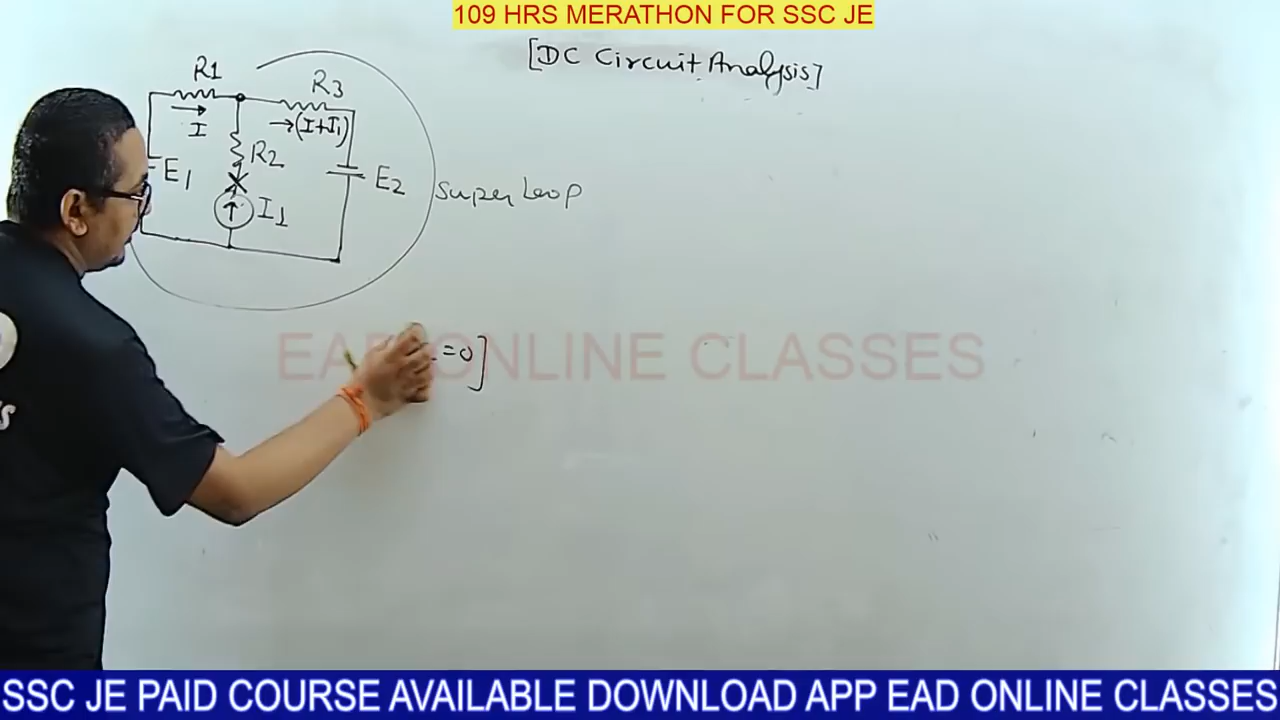 109 HRS MERATHON FOR SSC JE
[DC Circuit Analysis]
R1
R3
I
(I+I1)
R2
E1
E2
I1
Super Loop
=0]
EAD ONLINE CLASSES
SSC JE PAID COURSE AVAILABLE DOWNLOAD APP EAD ONLINE CLASSES